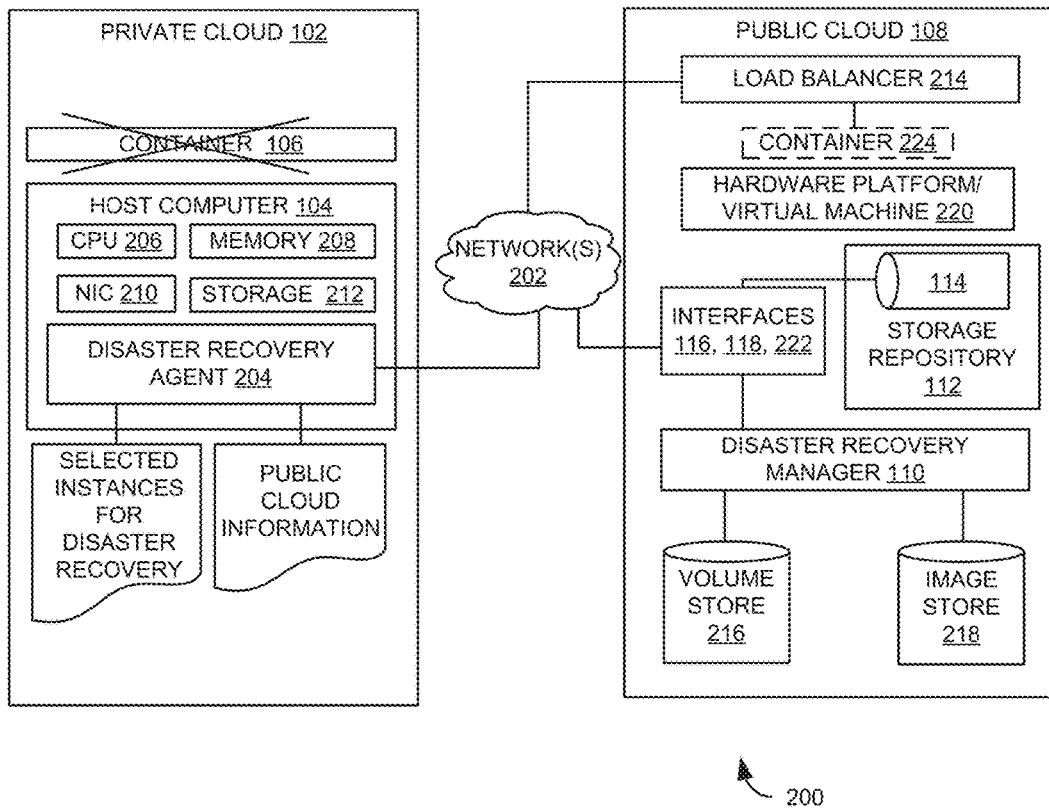 PRIVATE CLOUD 102
CONTAINER 106
HOST COMPUTER 104
CPU 206
MEMORY 208
NIC 210
STORAGE 212
DISASTER RECOVERY
AGENT 204
SELECTED
INSTANCES
FOR
DISASTER
RECOVERY
PUBLIC
CLOUD
INFORMATION
NETWORK(S)
202
PUBLIC CLOUD 108
LOAD BALANCER 214
CONTAINER 224
HARDWARE PLATFORM/
VIRTUAL MACHINE 220
INTERFACES
116, 118, 222
114
STORAGE
REPOSITORY
112
DISASTER RECOVERY
MANAGER 110
VOLUME
STORE
216
IMAGE
STORE
218
200